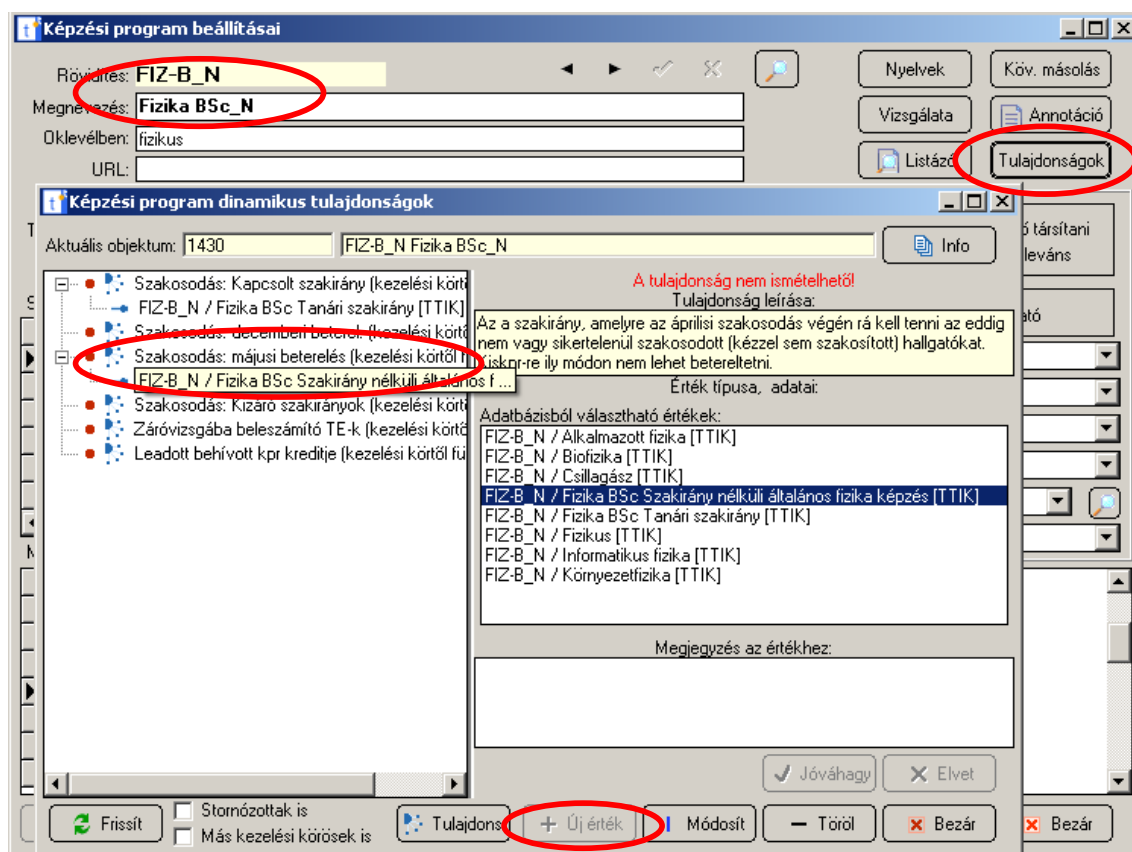 Képzési program beállításai
Rövidítés: FIZ-B_N
Nyelvek
Köv. másolás
Megnevezés: Fizika BSc_N
Vizsgálata
Annotáció
Oklevélben: fizikus
URL:
Listázó
Tulajdonságok
Képzési program dinamikus tulajdonságok
Aktuális objektum: 1430
FIZ-B_N Fizika BSc_N
Info
ó társítani
leváns
ató
Szakosodás: Kapcsolt szakirány (kezelési körtő
FIZ-B_N / Fizika BSc Tanári szakirány [TTIK]
Szakosodás: decemberi beterel. (kezelési körtő
Szakosodás: májusi beterelés (kezelési körtől f
FIZ-B_N / Fizika BSc Szakirány nélküli általános f ...
Szakosodás: Kizáró szakirányok (kezelési körtő
Záróvizsgába beleszámító TE-k (kezelési körtő
Leadott behívott kpr kreditje (kezelési körtől fü
A tulajdonság nem ismételhető!
Tulajdonság leírása:
Az a szakirány, amelyre az áprilisi szakosodás végén rá kell tenni az eddig
nem vagy sikertelenül szakosodott (kézzel sem szakosított) hallgatókat.
Kiskpr-re ily módon nem lehet betereltetni.
Érték típusa, adatai:
Adatbázisból választható értékek:
FIZ-B_N / Alkalmazott fizika [TTIK]
FIZ-B_N / Biofizika [TTIK]
FIZ-B_N / Csillagász [TTIK]
FIZ-B_N / Fizika BSc Szakirány nélküli általános fizika képzés [TTIK]
FIZ-B_N / Fizika BSc Tanári szakirány [TTIK]
FIZ-B_N / Fizikus [TTIK]
FIZ-B_N / Informatikus fizika [TTIK]
FIZ-B_N / Környezetfizika [TTIK]
Megjegyzés az értékhez:
Jóváhagy
Elvet
Frissít
Stornózottak is
Más kezelési körösek is
Tulajdons
Új érték
Módosít
Töröl
Bezár
Bezár